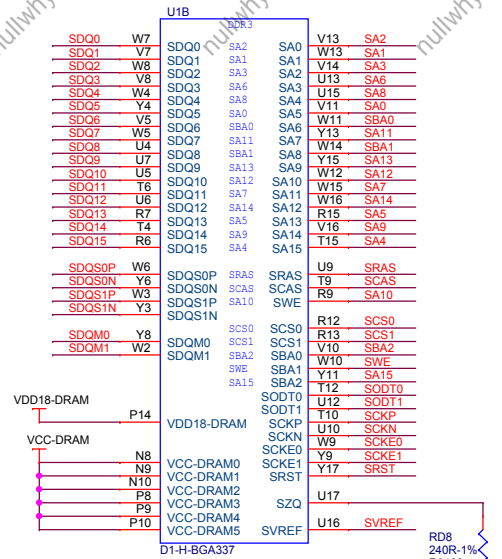 U1B
DDR3
SDQ0 W7 SDQ0 SA2 SA0 V13 SA2
SDQ1 V7 SDQ1 SA1 SA1 W13 SA1
SDQ2 W8 SDQ2 SA3 SA2 V14 SA3
SDQ3 V8 SDQ3 SA6 SA3 U13 SA6
SDQ4 W4 SDQ4 SA8 SA4 U15 SA8
SDQ5 Y4 SDQ5 SA0 SA5 V11 SA0
SDQ6 V5 SDQ6 SBA0 SA6 W11 SBA0
SDQ7 W5 SDQ7 SA11 SA7 Y13 SA11
SDQ8 U4 SDQ8 SBA1 SA8 W14 SBA1
SDQ9 U7 SDQ9 SA13 SA9 Y15 SA13
SDQ10 U5 SDQ10 SA12 SA10 W12 SA12
SDQ11 T6 SDQ11 SA7 SA11 W15 SA7
SDQ12 U6 SDQ12 SA14 SA12 W16 SA14
SDQ13 R7 SDQ13 SA5 SA13 R15 SA5
SDQ14 T4 SDQ14 SA9 SA14 V16 SA9
SDQ15 R6 SDQ15 SA4 SA15 T15 SA4
SDQS0P W6 SDQS0P SRAS SRAS U9 SRAS
SDQS0N Y6 SDQS0N SCAS SCAS T9 SCAS
SDQS1P W3 SDQS1P SA10 SWE R9 SA10
SDQS1N Y3 SDQS1N
SCS0 SCS0 R12 SCS0
SDQM0 Y8 SDQM0 SCS1 SCS1 R13 SCS1
SDQM1 W2 SDQM1 SBA2 SBA0 V10 SBA2
SWE SBA1 W10 SWE
SA15 SBA2 Y11 SA15
SODT0 T12 SODT0
VDD18-DRAM SODT1 U12 SODT1
P14 VDD18-DRAM SCKP T10 SCKP
SCKN U10 SCKN
VCC-DRAM SCKE0 W9 SCKE0
N8 VCC-DRAM0 SCKE1 Y9 SCKE1
N9 VCC-DRAM1 SRST Y17 SRST
N10 VCC-DRAM2
P8 VCC-DRAM3 SZQ U17
P9 VCC-DRAM4
P10 VCC-DRAM5 SVREF U16 SVREF
D1-H-BGA337
RD8
240R-1%